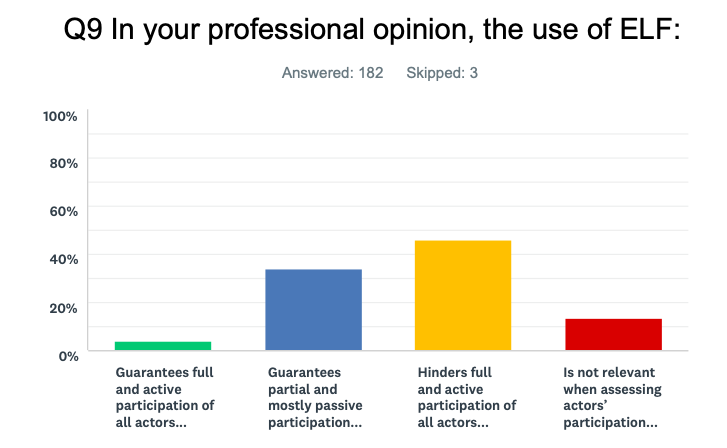 Q9 In your professional opinion, the use of ELF:
Answered: 182 Skipped: 3
100%
80%
60%
40%
20%
0%
Guarantees full
and active
participation of
all actors...
Guarantees
partial and
mostly passive
participation...
Hinders full
and active
participation of
all actors...
Is not relevant
when assessing
actors’
participation...